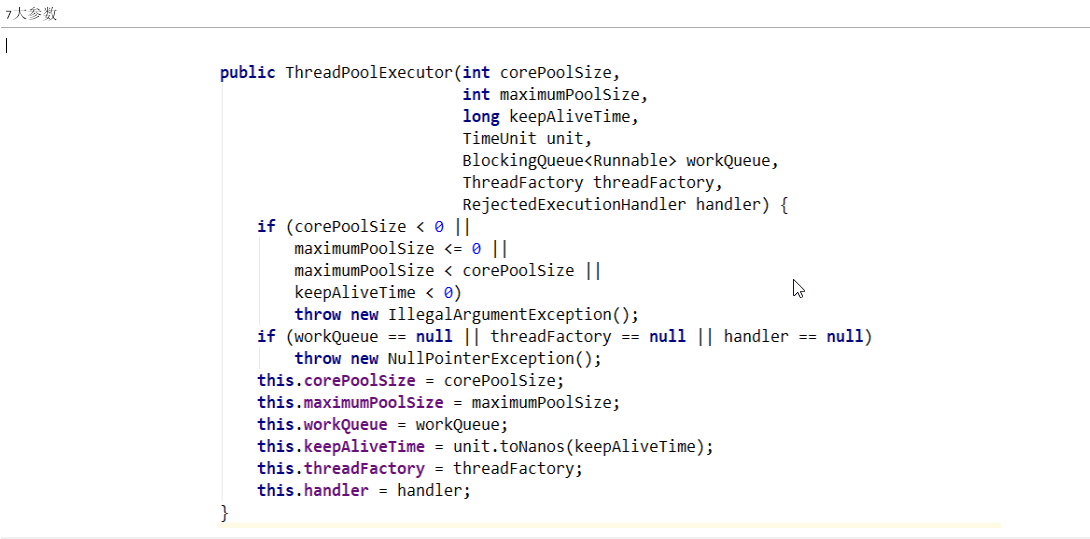 7大参数
public ThreadPoolExecutor(int corePoolSize,
int maximumPoolSize,
long keepAliveTime,
TimeUnit unit,
BlockingQueue<Runnable> workQueue,
ThreadFactory threadFactory,
RejectedExecutionHandler handler) {
if (corePoolSize < 0 ||
maximumPoolSize <= 0 ||
maximumPoolSize < corePoolSize ||
keepAliveTime < 0)
throw new IllegalArgumentException();
if (workQueue == null || threadFactory == null || handler == null)
throw new NullPointerException();
this.corePoolSize = corePoolSize;
this.maximumPoolSize = maximumPoolSize;
this.workQueue = workQueue;
this.keepAliveTime = unit.toNanos(keepAliveTime);
this.threadFactory = threadFactory;
this.handler = handler;
}